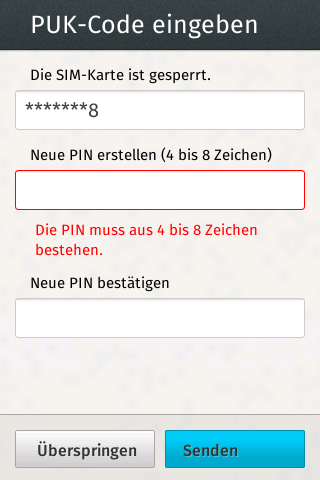 PUK-Code eingeben
Die SIM-Karte ist gesperrt.
*******8
Neue PIN erstellen (4 bis 8 Zeichen)
Die PIN muss aus 4 bis 8 Zeichen
bestehen.
Neue PIN bestätigen
Überspringen
Senden